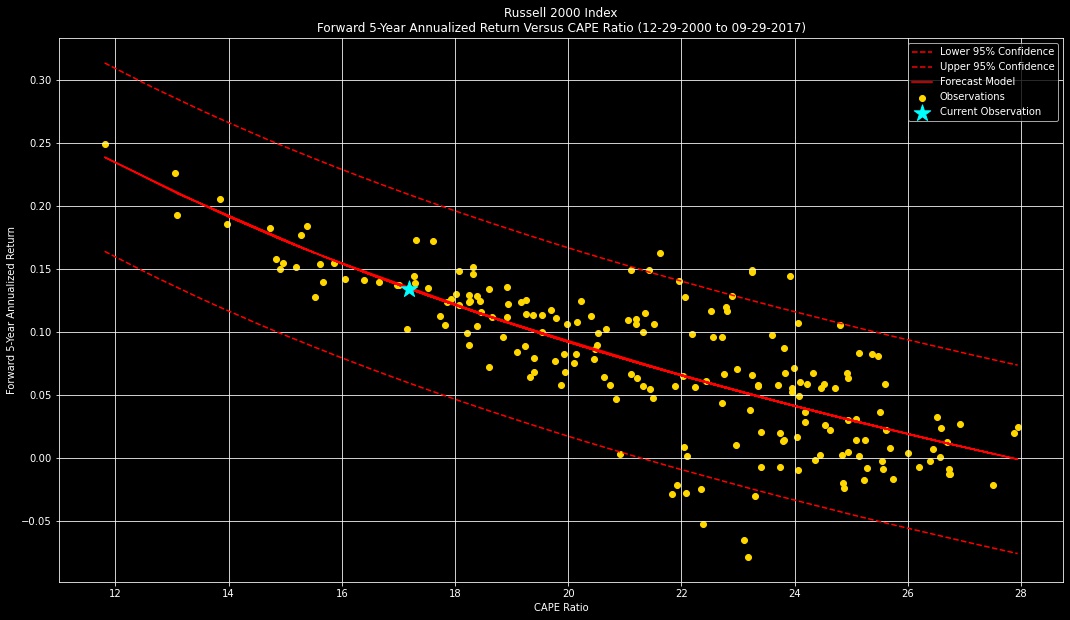 Russell 2000 Index
Forward 5-Year Annualized Return Versus CAPE Ratio (12-29-2000 to 09-29-2017)
Lower 95% Confidence
Upper 95% Confidence
Forecast Model
Observations
Current Observation
Forward 5-Year Annualized Return
0.30
0.25
0.20
0.15
0.10
0.05
0.00
−0.05
12 14 16 18 20 22 24 26 28
CAPE Ratio